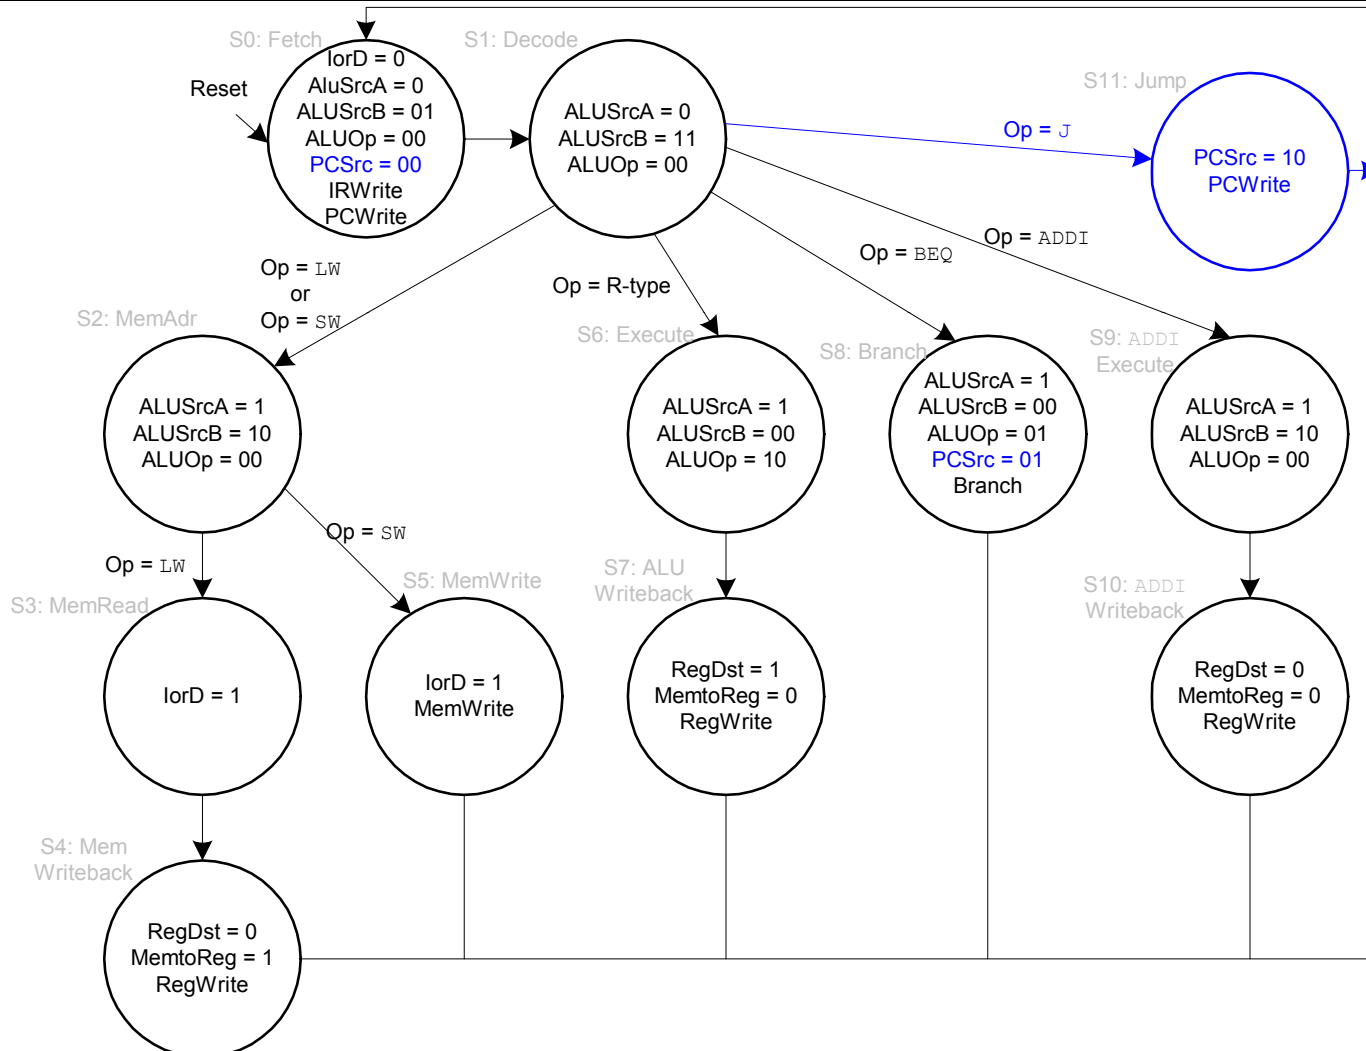 S0: Fetch
IorD = 0
AluSrcA = 0
ALUSrcB = 01
ALUOp = 00
PCSrc = 00
IRWrite
PCWrite
Reset
S1: Decode
ALUSrcA = 0
ALUSrcB = 11
ALUOp = 00
S11: Jump
Op = J
PCSrc = 10
PCWrite
Op = LW
or
Op = SW
Op = R-type
Op = BEQ
Op = ADDI
S2: MemAdr
ALUSrcA = 1
ALUSrcB = 10
ALUOp = 00
S6: Execute
ALUSrcA = 1
ALUSrcB = 00
ALUOp = 10
S8: Branch
ALUSrcA = 1
ALUSrcB = 00
ALUOp = 01
PCSrc = 01
Branch
S9: ADDI
Execute
ALUSrcA = 1
ALUSrcB = 10
ALUOp = 00
Op = LW
Op = SW
S3: MemRead
IorD = 1
S5: MemWrite
IorD = 1
MemWrite
S7: ALU
Writeback
RegDst = 1
MemtoReg = 0
RegWrite
S10: ADDI
Writeback
RegDst = 0
MemtoReg = 0
RegWrite
S4: Mem
Writeback
RegDst = 0
MemtoReg = 1
RegWrite